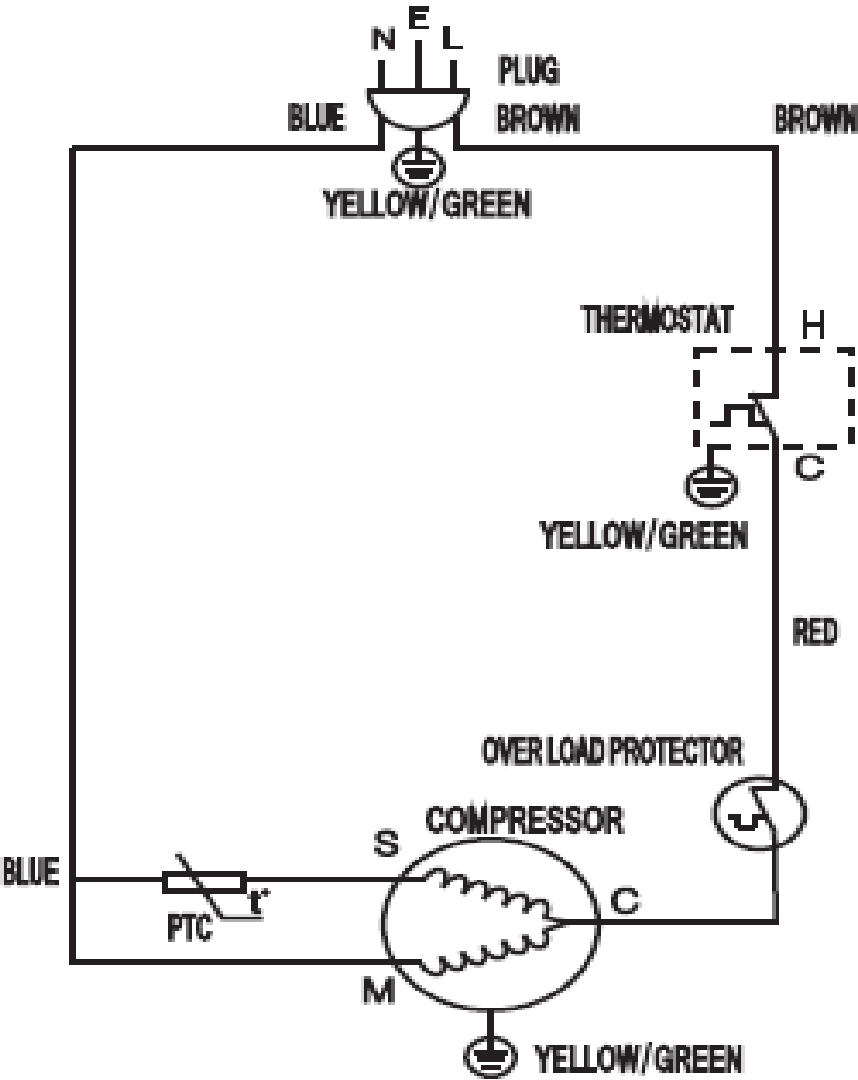 E
N L
PLUG
BLUE BROWN BROWN
YELLOW/GREEN
THERMOSTAT H
C
YELLOW/GREEN
RED
OVER LOAD PROTECTOR
COMPRESSOR
S
BLUE
t°
C
PTC
M
YELLOW/GREEN